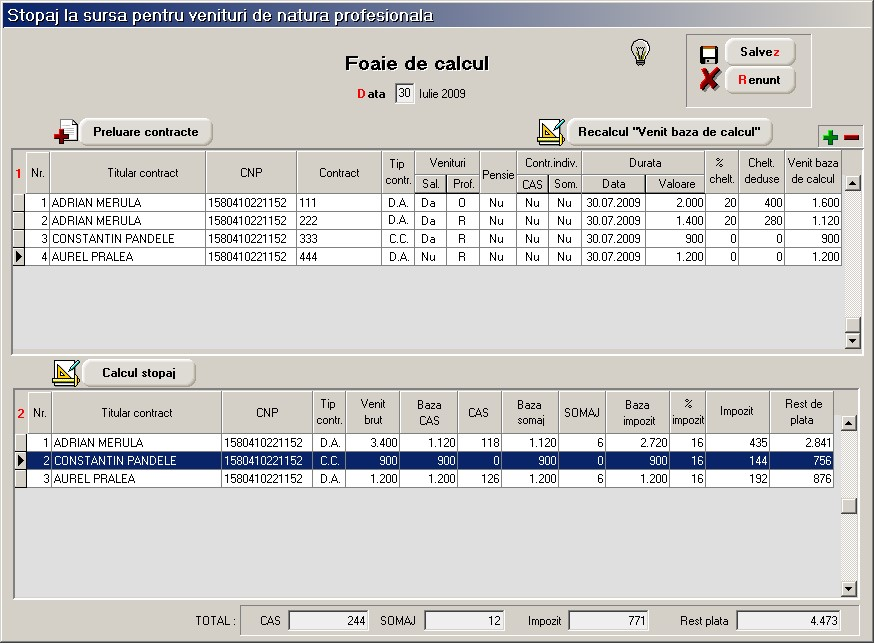 Stopaj la sursa pentru venituri de natura profesionala
Foaie de calcul
Data 30 Iulie 2009
Salvez
Renunt
Preluare contracte
Recalcul "Venit baza de calcul"
1 Nr. Titular contract CNP Contract Tip contr. Venituri Sal. Prof. Pensie Contr.indiv. CAS Som. Durata Data Valoare % chelt. Chelt. deduse Venit baza de calcul
1 ADRIAN MERULA 1580410221152 111 D.A. Da O Nu Nu Nu 30.07.2009 2.000 20 400 1.600
2 ADRIAN MERULA 1580410221152 222 D.A. Da R Nu Nu Nu 30.07.2009 1.400 20 280 1.120
3 CONSTANTIN PANDELE 1580410221152 333 C.C. Da R Nu Nu Nu 30.07.2009 900 0 0 900
4 AUREL PRALEA 1580410221152 444 D.A. Nu R Nu Nu Nu 30.07.2009 1.200 0 0 1.200
Calcul stopaj
2 Nr. Titular contract CNP Tip contr. Venit brut Baza CAS CAS Baza somaj SOMAJ Baza impozit % impozit Impozit Rest de plata
1 ADRIAN MERULA 1580410221152 D.A. 3.400 1.120 118 1.120 6 2.720 16 435 2.841
2 CONSTANTIN PANDELE 1580410221152 C.C. 900 900 0 900 0 900 16 144 756
3 AUREL PRALEA 1580410221152 D.A. 1.200 1.200 126 1.200 6 1.200 16 192 876
TOTAL : CAS 244 SOMAJ 12 Impozit 771 Rest plata 4.473